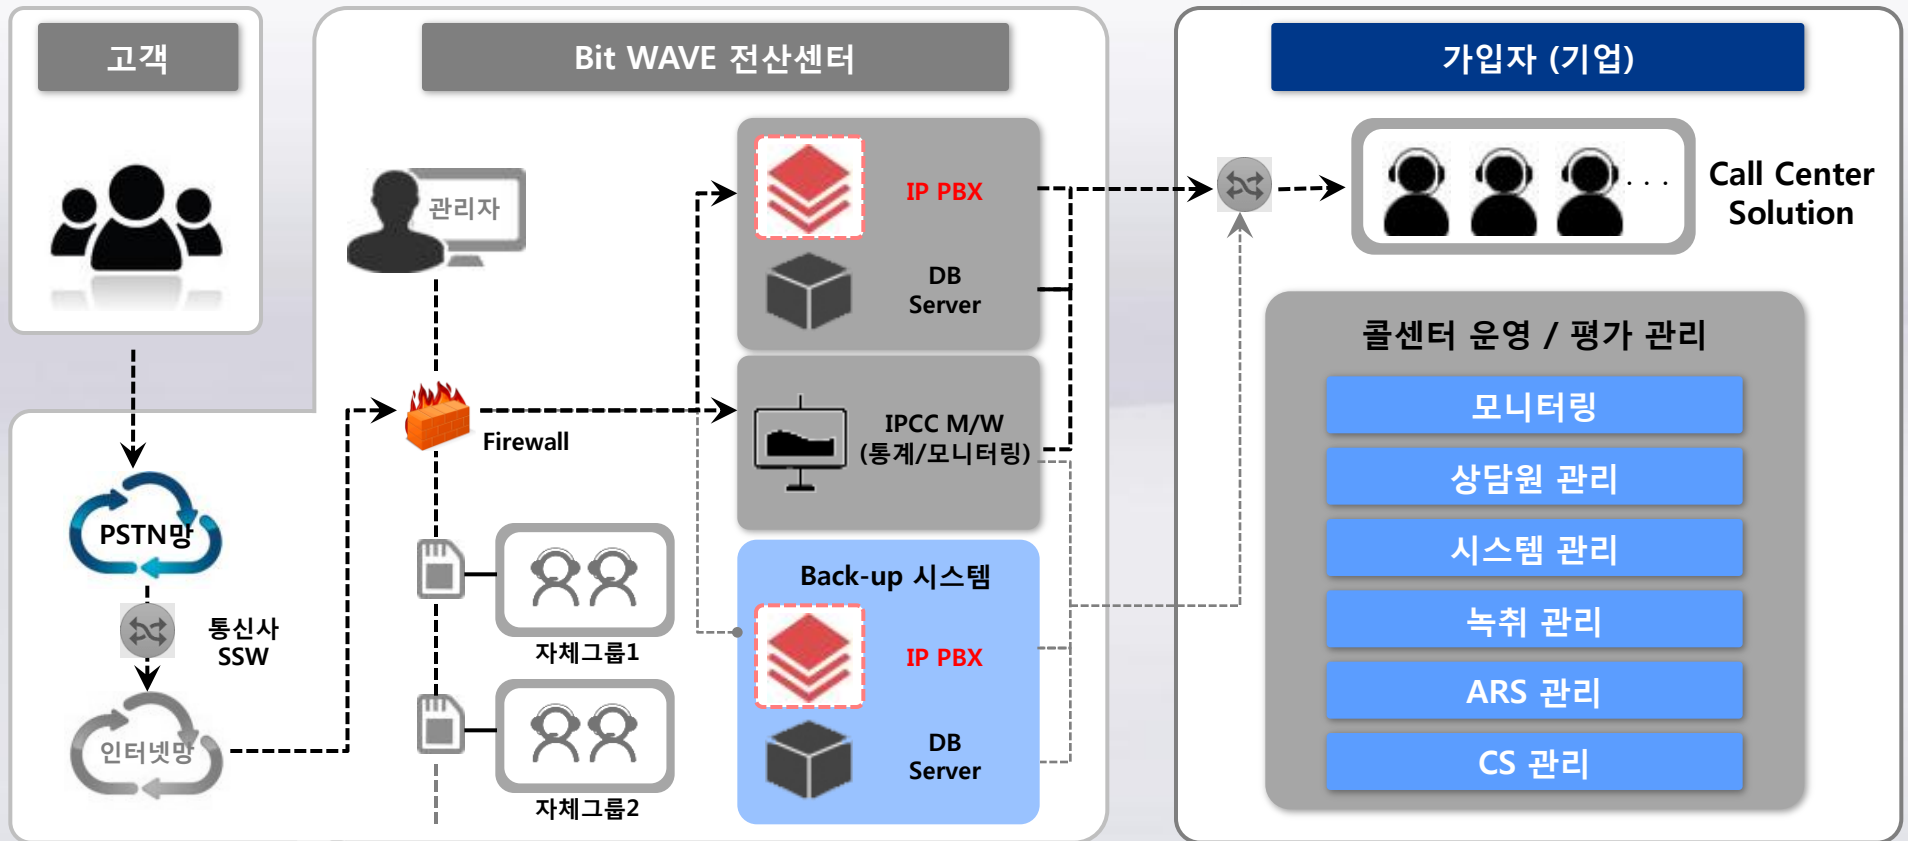 고객
Bit WAVE 전산센터
가입자 (기업)
관리자
IP PBX
DB
Server
Call Center
Solution
Firewall
IPCC M/W
(통계/모니터링)
PSTN망
통신사
SSW
인터넷망
자체그룹1
자체그룹2
Back-up 시스템
IP PBX
DB
Server
. . .
콜센터 운영 / 평가 관리
모니터링
상담원 관리
시스템 관리
녹취 관리
ARS 관리
CS 관리